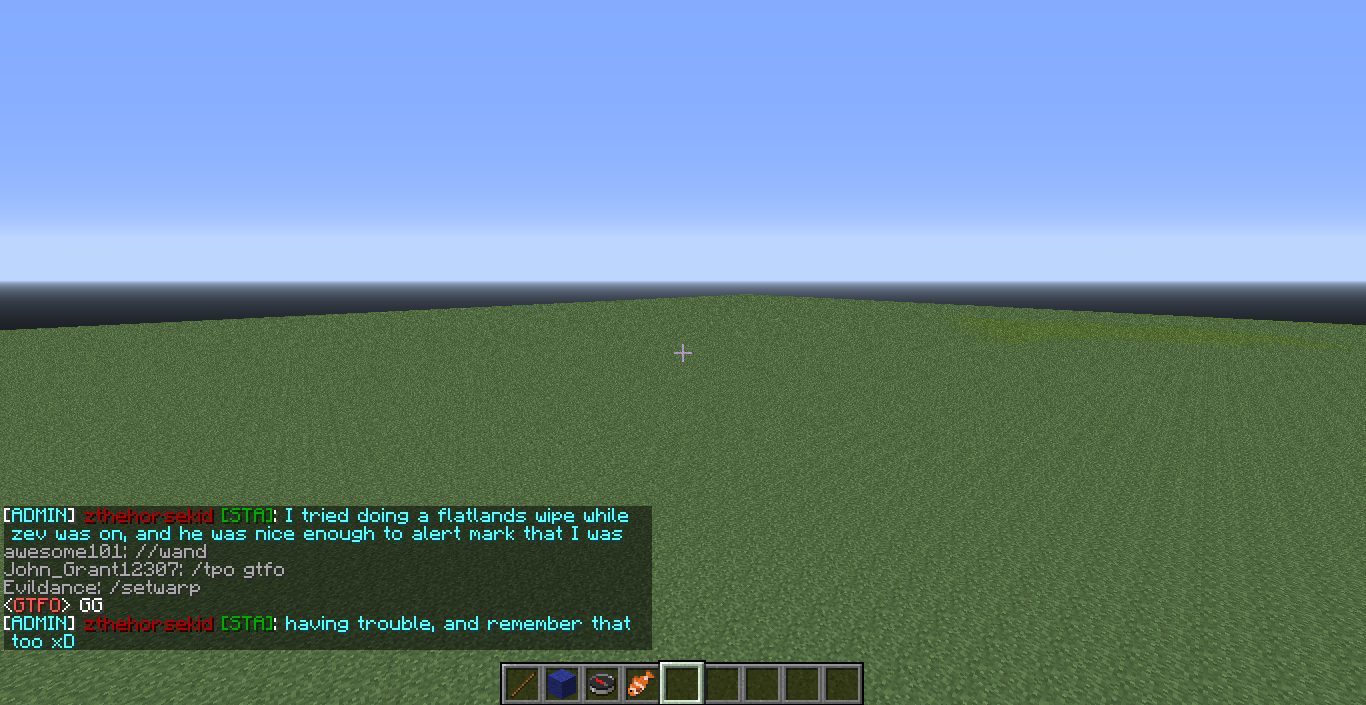 [ADMIN] zthehorsekid [STA]: I tried doing a flatlands wipe while
zev was on, and he was nice enough to alert mark that I was
awesome101: //wand
John_Grant12307: /tpo gtfo
Evildance: /setwarp
<GTFO> GG
[ADMIN] zthehorsekid [STA]: having trouble, and remember that
too xD